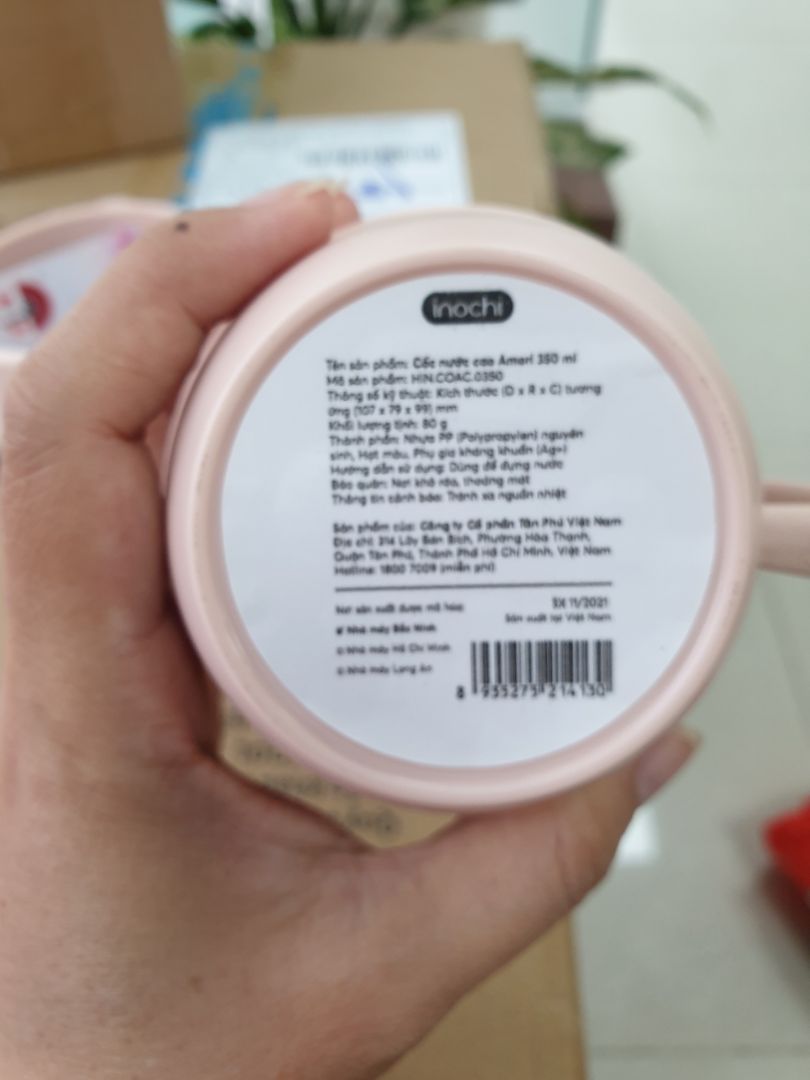 inochi
Tên sản phẩm: Cốc nước cao Amari 350 ml
Mã sản phẩm: HIN.COAC.0350
Thông số kỹ thuật: Kích thước (D x R x C) tương
ứng (107 x 79 x 99) mm
Khối lượng tịnh: 80 g
Thành phần: Nhựa PP (Polypropylen) nguyên
sinh, Hạt màu, Phụ gia kháng khuẩn (Ag+)
Hướng dẫn sử dụng: Dùng để đựng nước
Bảo quản: Nơi khô ráo, thoáng mát
Thông tin cảnh báo: Tránh xa nguồn nhiệt
Sản phẩm của: Công ty Cổ phần Tân Phú Việt Nam
Địa chỉ: 314 Lũy Bán Bích, Phường Hòa Thạnh,
Quận Tân Phú, Thành Phố Hồ Chí Minh, Việt Nam
Hotline: 1800 7009 (miễn phí)
Nơi sản xuất được mã hóa:
SX 11/2021
Sản xuất tại Việt Nam
Nhà máy Bắc Ninh
Nhà máy Hồ Chí Minh
Nhà máy Long An
8 935275 214130